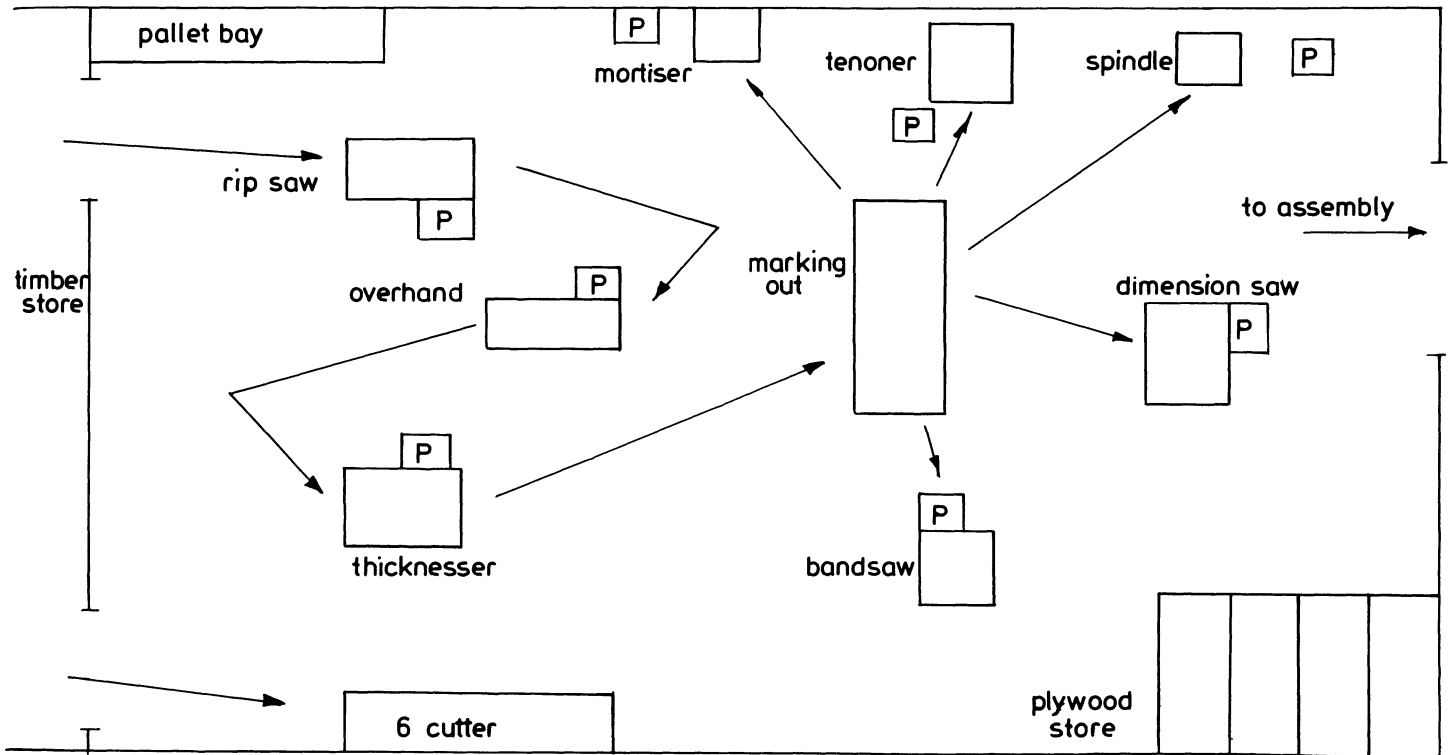 pallet bay
P
mortiser
tenoner
P
spindle
P
rip saw
P
to assembly
timber
store
overhand
P
marking
out
dimension saw
P
P
thicknesser
P
bandsaw
6 cutter
plywood
store